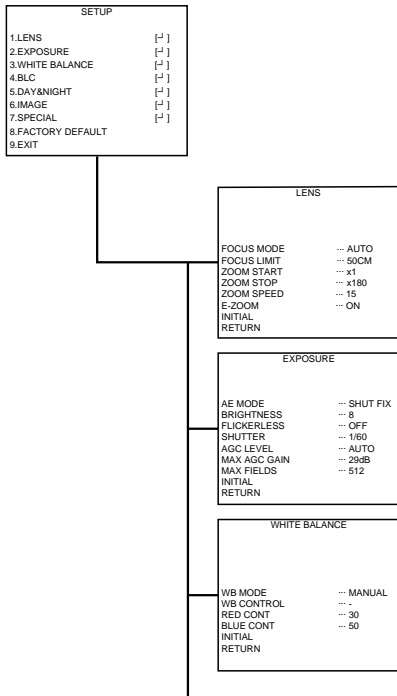 SETUP
1.LENS [┘ ]
2.EXPOSURE [┘ ]
3.WHITE BALANCE [┘ ]
4.BLC [┘ ]
5.DAY&NIGHT [┘ ]
6.IMAGE [┘ ]
7.SPECIAL [┘ ]
8.FACTORY DEFAULT
9.EXIT
LENS
FOCUS MODE ··· AUTO
FOCUS LIMIT ··· 50CM
ZOOM START ··· x1
ZOOM STOP ··· x180
ZOOM SPEED ··· 15
E-ZOOM ··· ON
INITIAL
RETURN
EXPOSURE
AE MODE ··· SHUT FIX
BRIGHTNESS ··· 8
FLICKERLESS ··· OFF
SHUTTER ··· 1/60
AGC LEVEL ··· AUTO
MAX AGC GAIN ··· 29dB
MAX FIELDS ··· 512
INITIAL
RETURN
WHITE BALANCE
WB MODE ··· MANUAL
WB CONTROL ··· -
RED CONT ··· 30
BLUE CONT ··· 50
INITIAL
RETURN